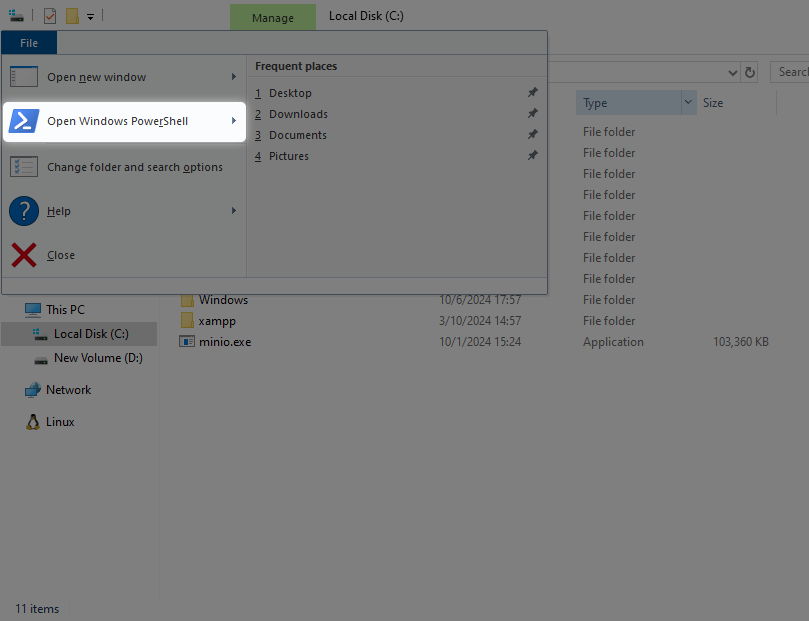 Manage
Local Disk (C:)
File
Open new window
Frequent places
1 Desktop
2 Downloads
3 Documents
4 Pictures
Open Windows PowerShell
Change folder and search options
Help
Close
Search
Type
Size
File folder
File folder
File folder
File folder
File folder
File folder
File folder
File folder
Windows 10/6/2024 17:57 File folder
xampp 3/10/2024 14:57 File folder
minio.exe 10/1/2024 15:24 Application 103,360 KB
This PC
Local Disk (C:)
New Volume (D:)
Network
Linux
11 items